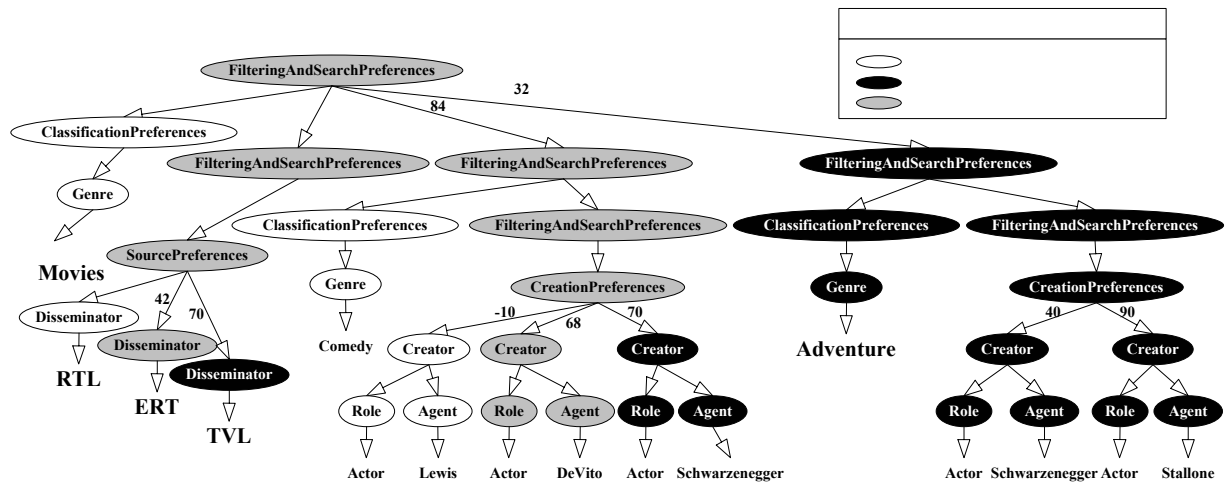 FilteringAndSearchPreferences
32
84
ClassificationPreferences
FilteringAndSearchPreferences
FilteringAndSearchPreferences
FilteringAndSearchPreferences
Genre
ClassificationPreferences
FilteringAndSearchPreferences
ClassificationPreferences
FilteringAndSearchPreferences
SourcePreferences
Movies
Genre
CreationPreferences
Genre
CreationPreferences
42
70
-10
68
70
40
90
Disseminator
Disseminator
Disseminator
Comedy
Creator
Creator
Creator
Adventure
Creator
Creator
RTL
ERT
TVL
Role
Agent
Role
Agent
Role
Agent
Role
Agent
Role
Agent
Actor
Lewis
Actor
DeVito
Actor
Schwarzenegger
Actor
Schwarzenegger
Actor
Stallone